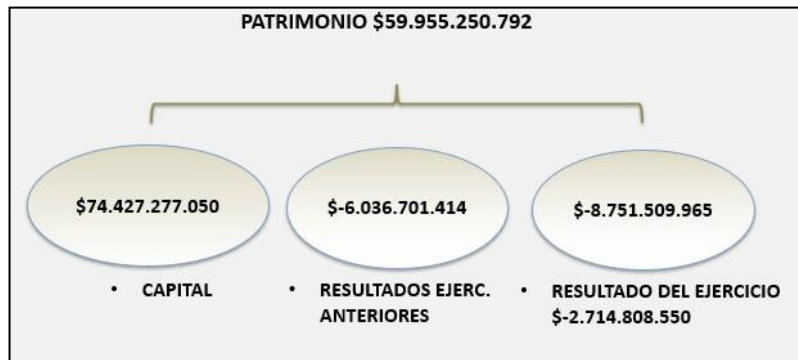 PATRIMONIO $59.955.250.792
$74.427.277.050
$-6.036.701.414
$-8.751.509.965
• CAPITAL
• RESULTADOS EJERC.
ANTERIORES
• RESULTADO DEL EJERCICIO
$-2.714.808.550